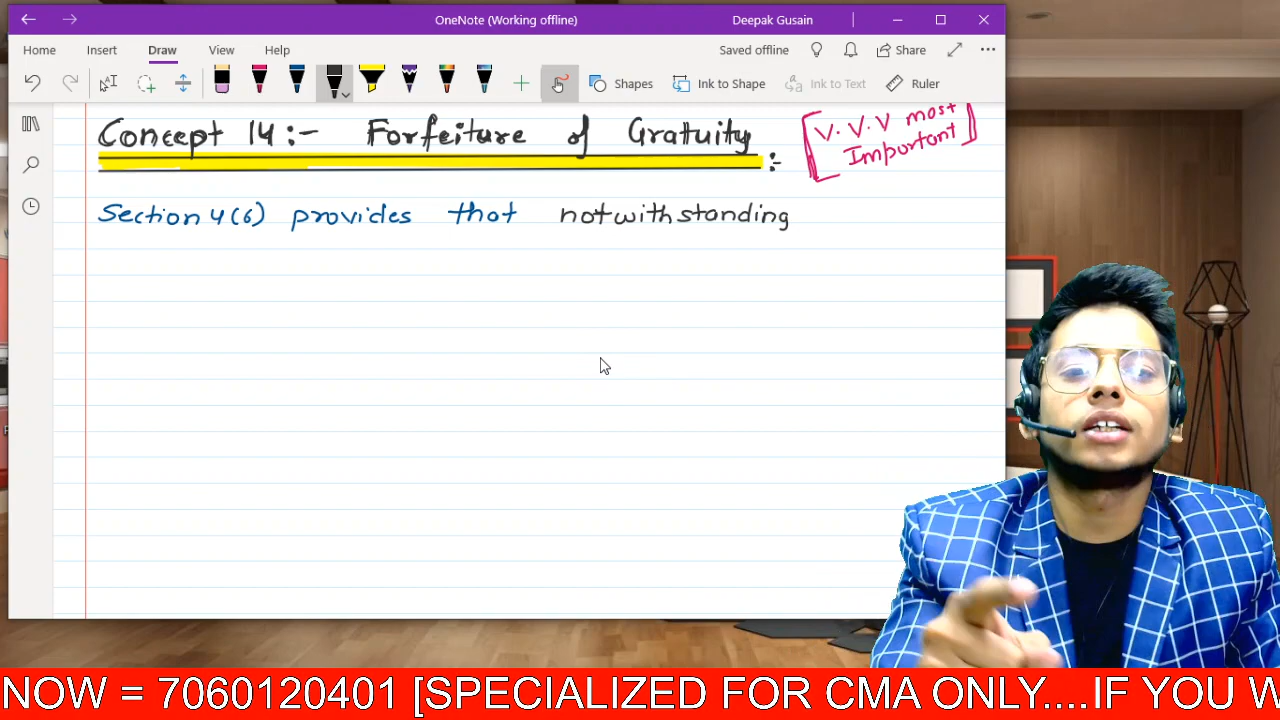 OneNote (Working offline)
Deepak Gusain
Home Insert Draw View Help
Saved offline
Share
Shapes
Ink to Shape
Ink to Text
Ruler
Concept 14:- Forfeiture of Gratuity :-
[V.V.V most
Important]
Section 4(6) provides that notwithstanding
NOW = 7060120401 [SPECIALIZED FOR CMA ONLY....IF YOU W